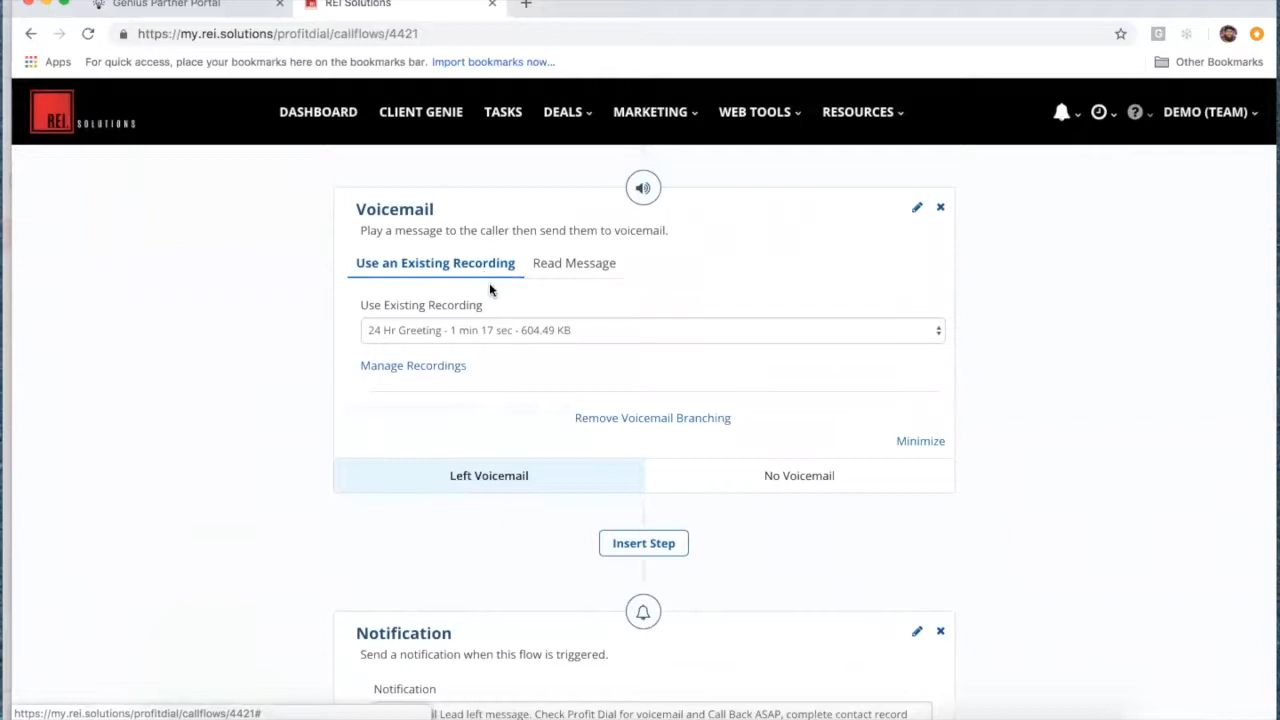 Genius Partner Portal
REI Solutions
https://my.rei.solutions/profitdial/callflows/4421
Apps For quick access, place your bookmarks here on the bookmarks bar. Import bookmarks now... Other Bookmarks
REI SOLUTIONS DASHBOARD CLIENT GENIE TASKS DEALS MARKETING WEB TOOLS RESOURCES DEMO (TEAM)
Voicemail
Play a message to the caller then send them to voicemail.
Use an Existing Recording Read Message
Use Existing Recording
24 Hr Greeting - 1 min 17 sec - 604.49 KB
Manage Recordings
Remove Voicemail Branching
Minimize
Left Voicemail No Voicemail
Insert Step
Notification
Send a notification when this flow is triggered.
Notification
Lead left message. Check Profit Dial for voicemail and Call Back ASAP, complete contact record
https://my.rei.solutions/profitdial/callflows/4421#